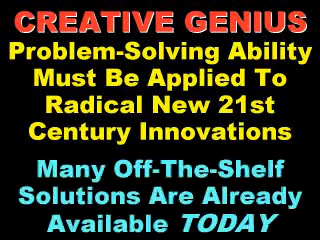 CREATIVE GENIUS
Problem-Solving Ability
Must Be Applied To
Radical New 21st
Century Innovations
Many Off-The-Shelf
Solutions Are Already
Available TODAY